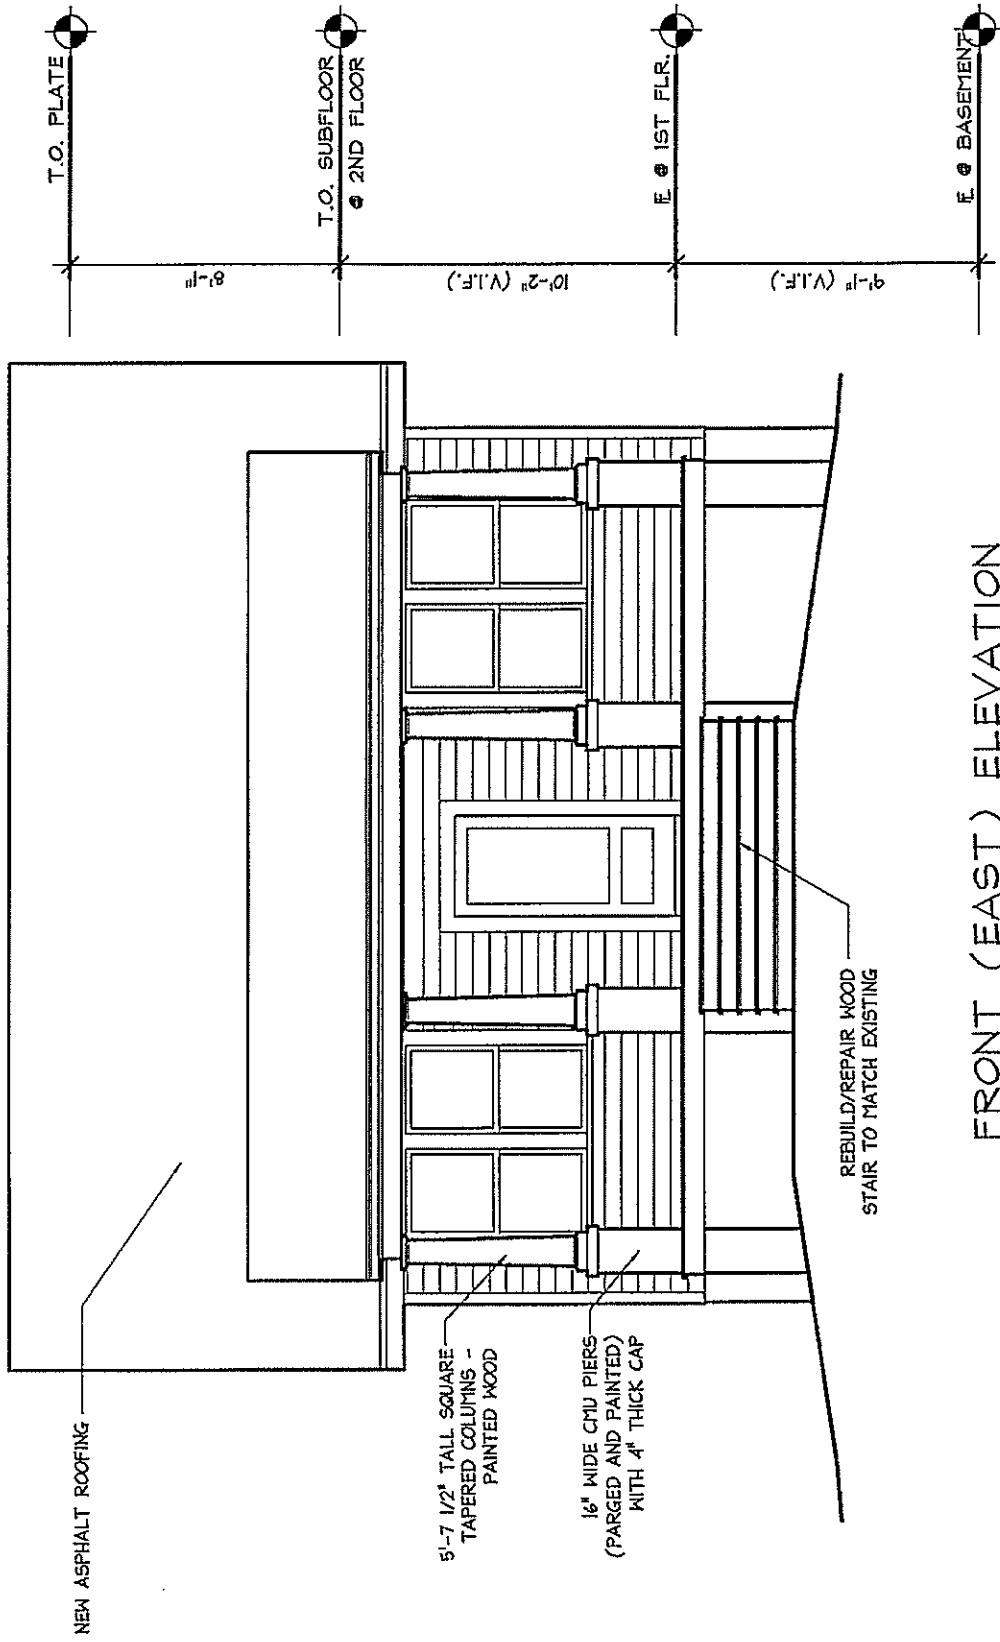 T.O. PLATE
8'-1"
T.O. SUBFLOOR
@ 2ND FLOOR
10'-2" (V.I.F.)
F.F. @ 1ST FLR.
9'-1" (V.I.F.)
F.F. @ BASEMENT
NEW ASPHALT ROOFING
5'-7 1/2" TALL SQUARE
TAPERED COLUMNS -
PAINTED WOOD
16" WIDE CMU PIERS
(PARGED AND PAINTED)
WITH 4" THICK CAP
REBUILD/REPAIR WOOD
STAIR TO MATCH EXISTING
FRONT (EAST) ELEVATION